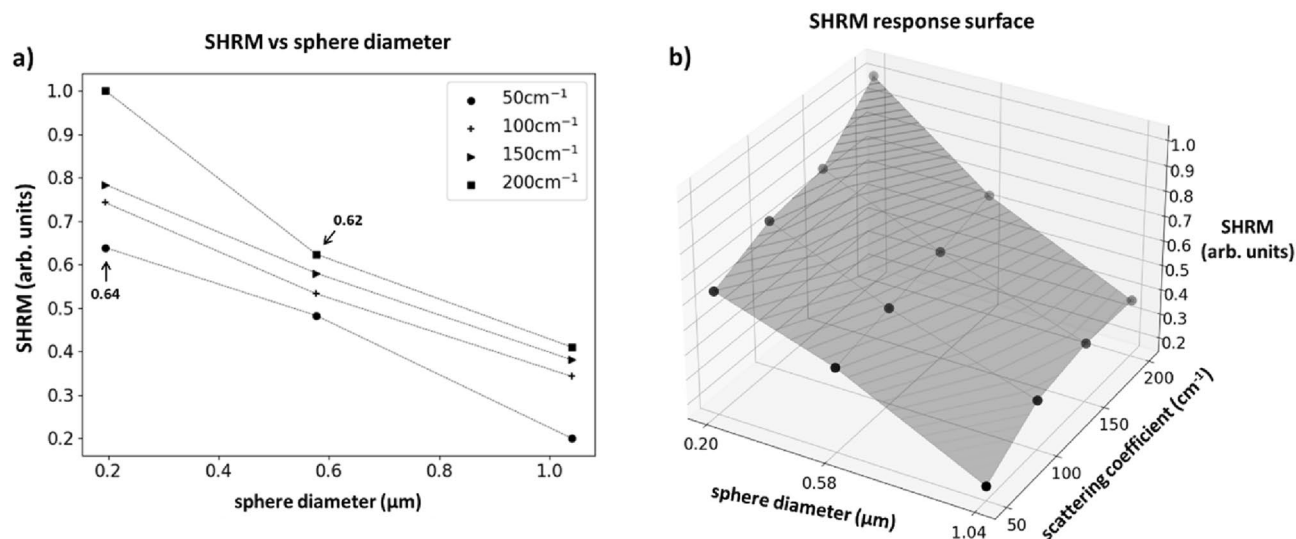 SHRM vs sphere diameter
a)
1.0
0.9
0.8
0.7
0.6
0.5
0.4
0.3
0.2
SHRM (arb. units)
50cm⁻¹
100cm⁻¹
150cm⁻¹
200cm⁻¹
0.62
0.64
0.2
0.4
0.6
0.8
1.0
sphere diameter (μm)
SHRM response surface
b)
1.0
0.9
0.8
0.7
0.6
0.5
0.4
0.3
0.2
SHRM
(arb. units)
0.20
0.58
1.04
sphere diameter (μm)
50
100
150
200
scattering coefficient (cm⁻¹)